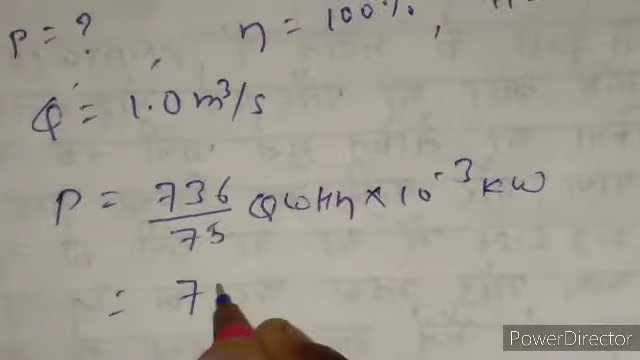 P = ? η = 100%,
Q = 1.0 m³/s
P = 736/75 QWHη × 10⁻³ KW
= 7
PowerDirector